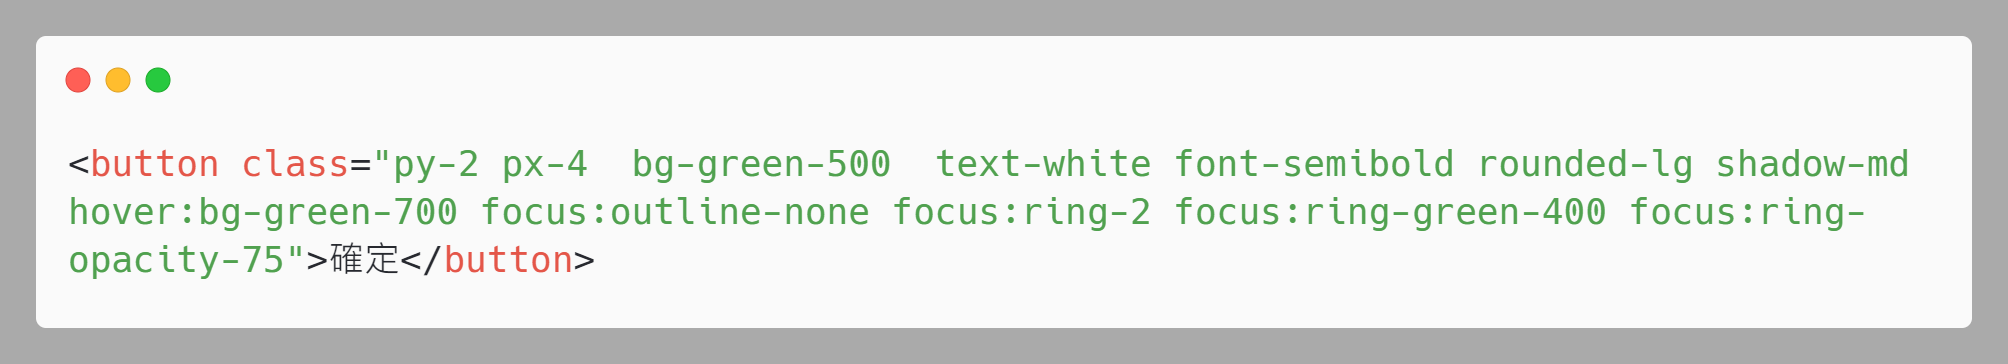 <button class="py-2 px-4  bg-green-500  text-white font-semibold rounded-lg shadow-md
hover:bg-green-700 focus:outline-none focus:ring-2 focus:ring-green-400 focus:ring-
opacity-75">確定</button>